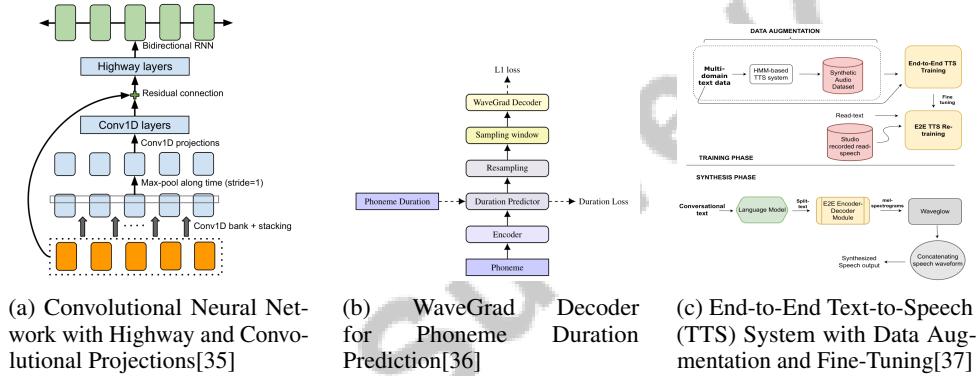 Bidirectional RNN
Highway layers
Residual connection
Conv1D layers
Conv1D projections
Max-pool along time (stride=1)
Conv1D bank + stacking
(a) Convolutional Neural Net-
work with Highway and Convo-
lutional Projections[35]
L1 loss
WaveGrad Decoder
Sampling window
Resampling
Phoneme Duration
Duration Predictor
Duration Loss
Encoder
Phoneme
(b) WaveGrad Decoder
for Phoneme Duration
Prediction[36]
DATA AUGMENTATION
Multi-
domain
text data
HMM-based
TTS system
Synthetic
Audio
Dataset
End-to-End TTS
Training
Fine
tuning
Read-text
E2E TTS Re-
training
Studio
recorded read-
speech
TRAINING PHASE
SYNTHESIS PHASE
Conversational
text
Language Model
Split-
text
E2E Encoder-
Decoder
Module
mel-
spectrograms
Waveglow
Concatenating
speech waveform
Synthesized
Speech output
(c) End-to-End Text-to-Speech
(TTS) System with Data Aug-
mentation and Fine-Tuning[37]